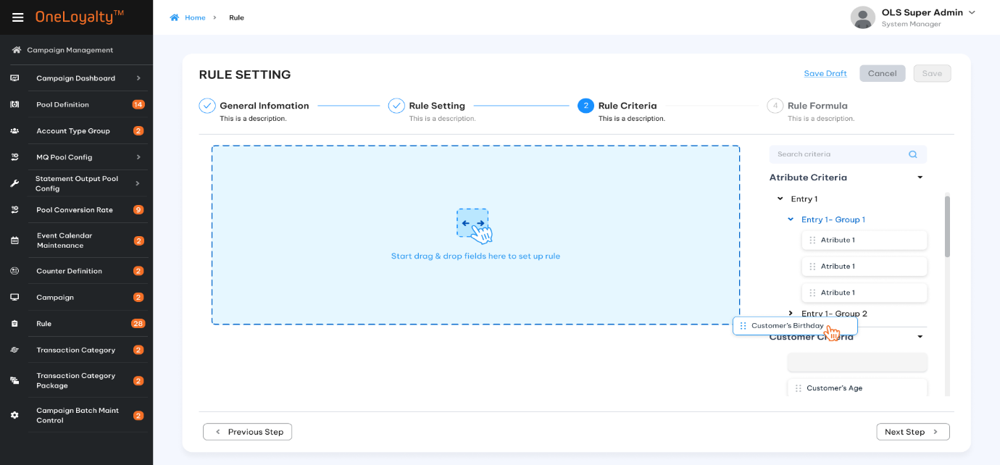 OneLoyalty™
Home
Rule
OLS Super Admin
System Manager
Campaign Management
Campaign Dashboard
Pool Definition 14
Account Type Group 2
MQ Pool Config
Statement Output Pool
Config
Pool Conversion Rate 9
Event Calendar
Maintenance 2
Counter Definition 2
Campaign 2
Rule 28
Transaction Category 2
Transaction Category
Package 2
Campaign Batch Maint
Control 2
RULE SETTING
Save Draft
Cancel
Save
General Infomation
This is a description.
Rule Setting
This is a description.
2 Rule Criteria
This is a description.
4 Rule Formula
This is a description.
Start drag & drop fields here to set up rule
Search criteria
Atribute Criteria
Entry 1
Entry 1- Group 1
Atribute 1
Atribute 1
Atribute 1
Entry 1- Group 2
Customer's Birthday
Customer Criteria
Customer's Age
Previous Step
Next Step